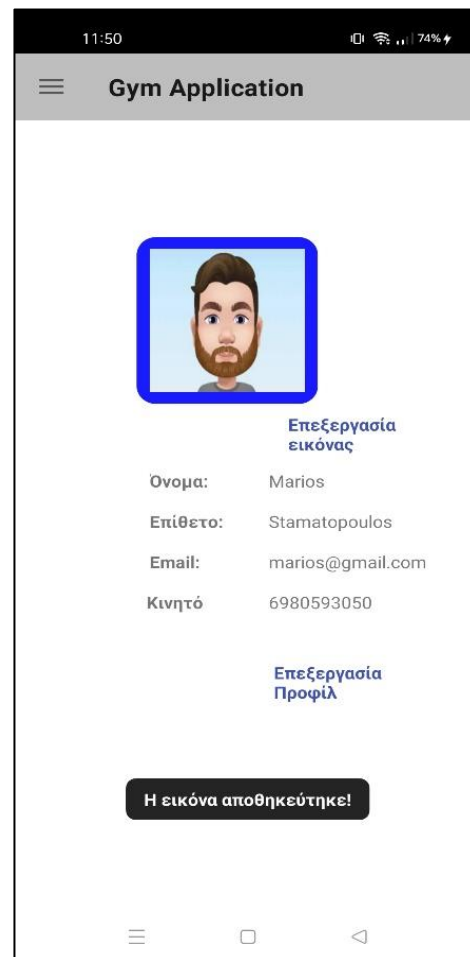 11:50 74%
Gym Application
Επεξεργασία
εικόνας
Όνομα: Marios
Επίθετο: Stamatopoulos
Email: marios@gmail.com
Κινητό 6980593050
Επεξεργασία
Προφίλ
Η εικόνα αποθηκεύτηκε!